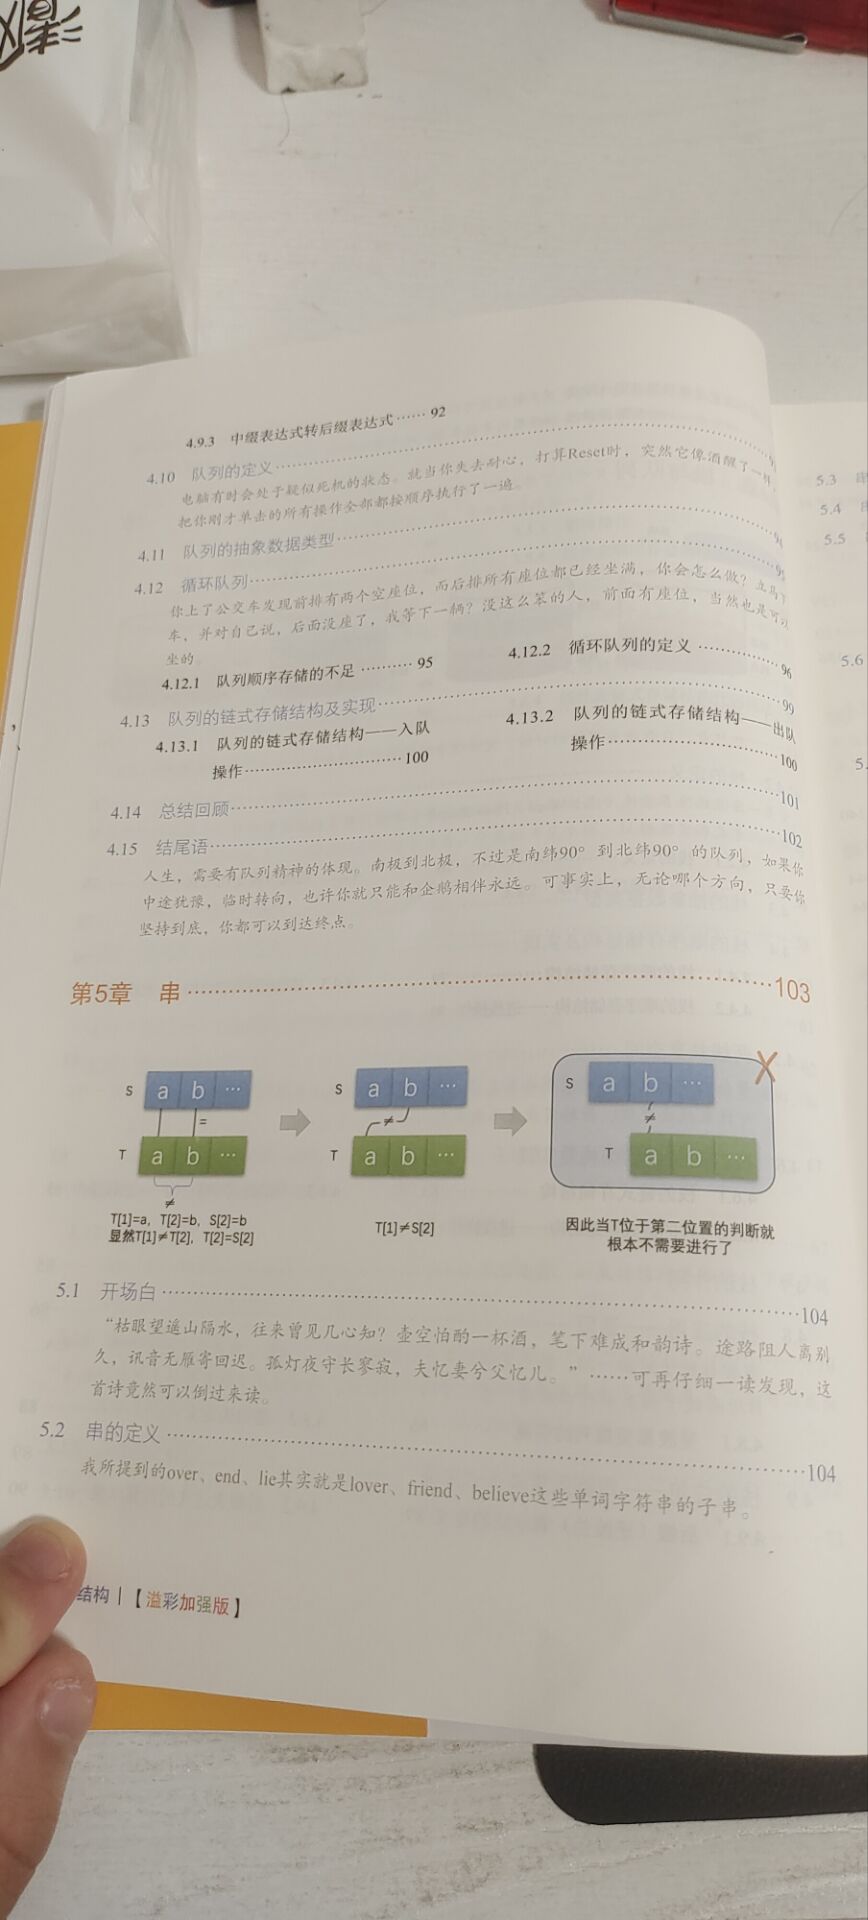 4.9.3 中缀表达式转后缀表达式 …… 92
4.10 队列的定义
电脑有时会处于疑似死机的状态。就当你失去耐心，打算Reset时，突然它像酒醒了一样，
把你刚才单击的所有操作全部都按顺序执行了一遍。
4.11 队列的抽象数据类型
4.12 循环队列
你上了公交车发现前排有两个空座位，而后排所有座位都已经坐满，你会怎么做？立马下
车，并对自己说，后面没座了，我等下一辆？没这么笨的人，前面有座位，当然也是可以
坐的。
4.12.1 队列顺序存储的不足 ………… 95
4.12.2 循环队列的定义 ………… 96
4.13 队列的链式存储结构及实现 ………… 99
4.13.1 队列的链式存储结构——入队
操作 ………… 100
4.13.2 队列的链式存储结构——出队
操作 ………… 100
4.14 总结回顾 ………… 101
4.15 结尾语 ………… 102
人生，需要有队列精神的体现。南极到北极，不过是南纬90°到北纬90°的队列，如果你
中途犹豫，临时转向，也许你就只能和企鹅相伴永远。可事实上，无论哪个方向，只要你
坚持到底，你都可以到达终点。
第5章 串 ………… 103
S a b …
=
T a b …
≠
T[1]=a，T[2]=b，S[2]=b
显然T[1]≠T[2]，T[2]=S[2]
S a b …
≠
T a b …
T[1]≠S[2]
S a b …
≠
T a b …
因此当T位于第二位置的判断就
根本不需要进行了
5.1 开场白 ………… 104
“枯眼望遥山隔水，往来曾见几心知？壶空怕酌一杯酒，笔下难成和韵诗。途路阻人离别
久，讯音无雁寄回迟。孤灯夜守长寥寂，夫忆妻兮父忆儿。”……可再仔细一读发现，这
首诗竟然可以倒过来读。
5.2 串的定义 ………… 104
我所提到的over、end、lie其实就是lover、friend、believe这些单词字符串的子串。
结构｜【溢彩加强版】
5.3
5.4
5.5
5.6